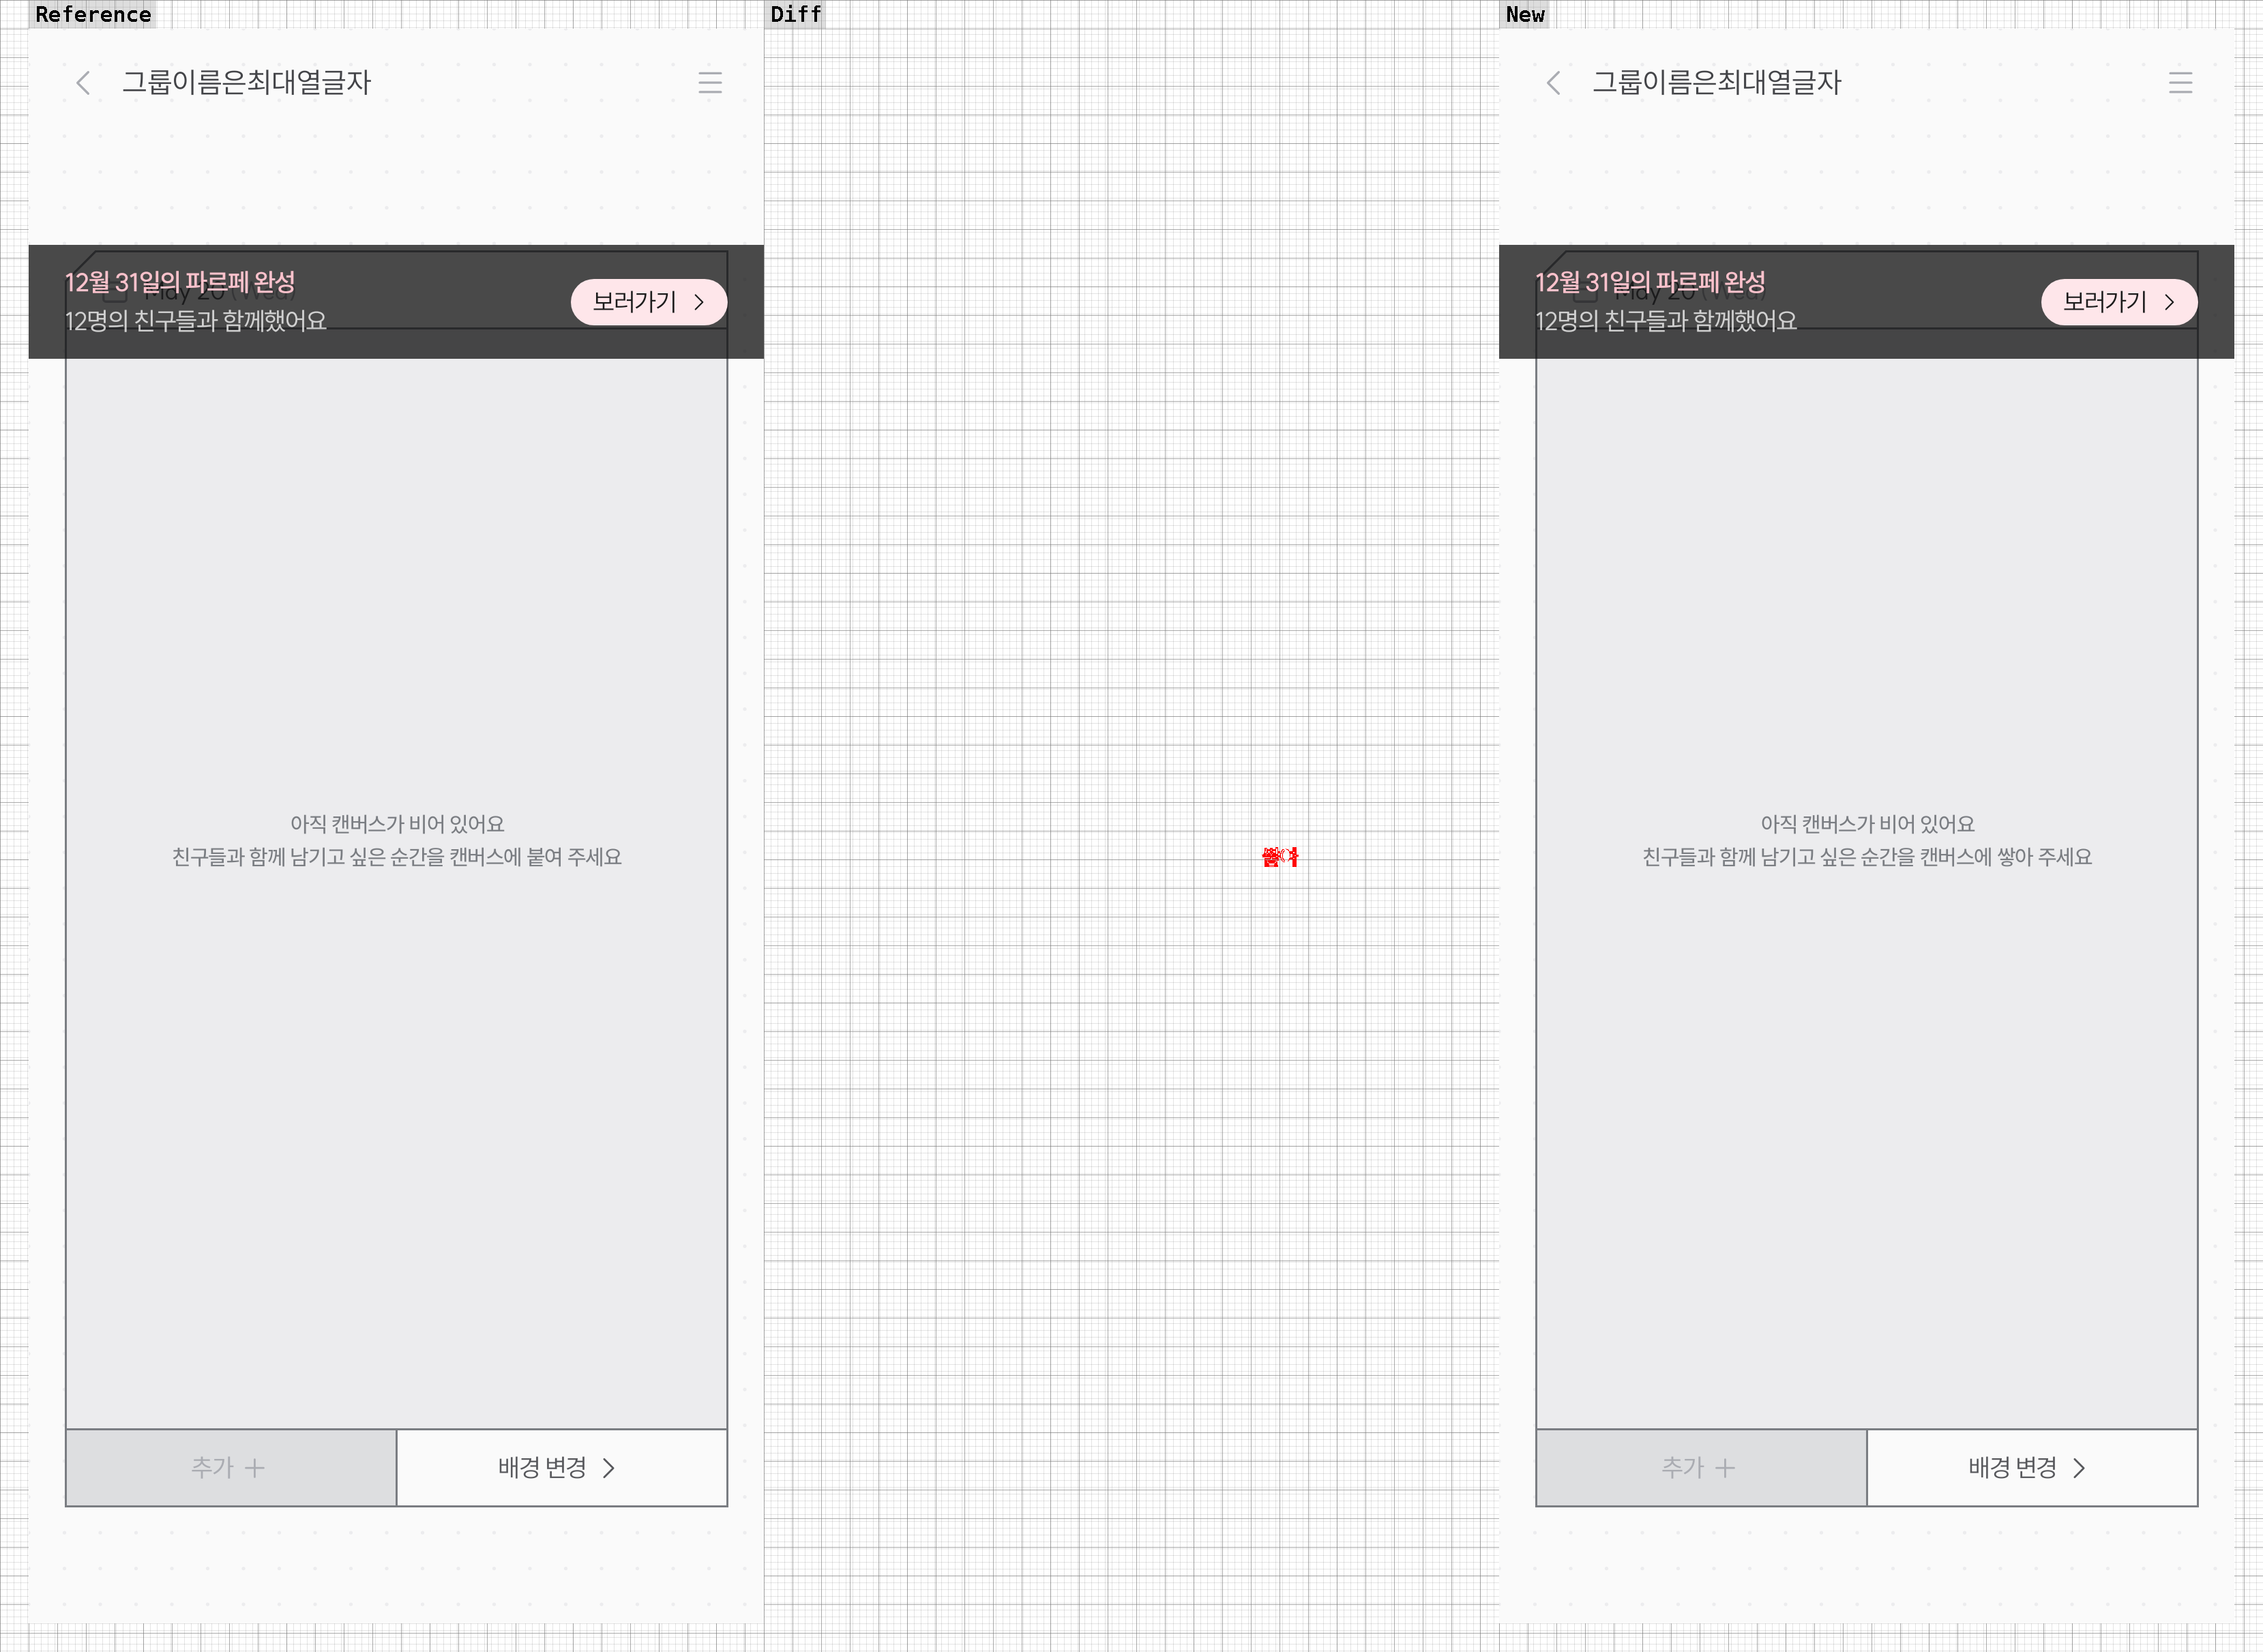 Reference
그룹이름은최대열글자
12월 31일의 파르페 완성
May 20 (Wed)
12명의 친구들과 함께했어요
보러가기
아직 캔버스가 비어 있어요
친구들과 함께 남기고 싶은 순간을 캔버스에 붙여 주세요
추가
배경 변경
Diff
New
그룹이름은최대열글자
12월 31일의 파르페 완성
May 20 (Wed)
12명의 친구들과 함께했어요
보러가기
아직 캔버스가 비어 있어요
친구들과 함께 남기고 싶은 순간을 캔버스에 쌓아 주세요
추가
배경 변경